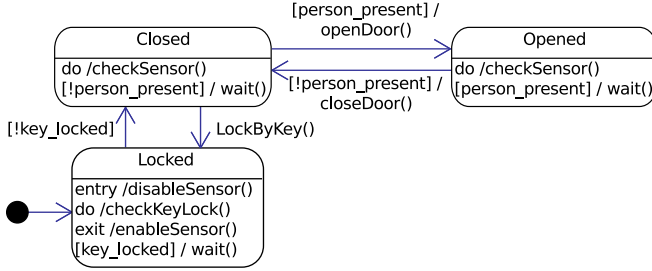 [person_present] /
openDoor()
Closed
do /checkSensor()
[!person_present] / wait()
Opened
do /checkSensor()
[person_present] / wait()
[!person_present] /
closeDoor()
[!key_locked]
LockByKey()
Locked
entry /disableSensor()
do /checkKeyLock()
exit /enableSensor()
[key_locked] / wait()